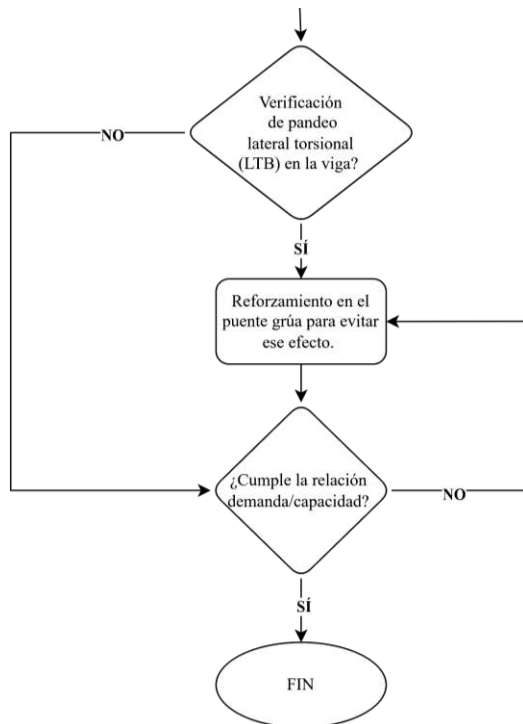 Verificación
de pandeo
lateral torsional
(LTB) en la viga?
NO
SÍ
Reforzamiento en el
puente grúa para evitar
ese efecto.
¿Cumple la relación
demanda/capacidad?
NO
SÍ
FIN